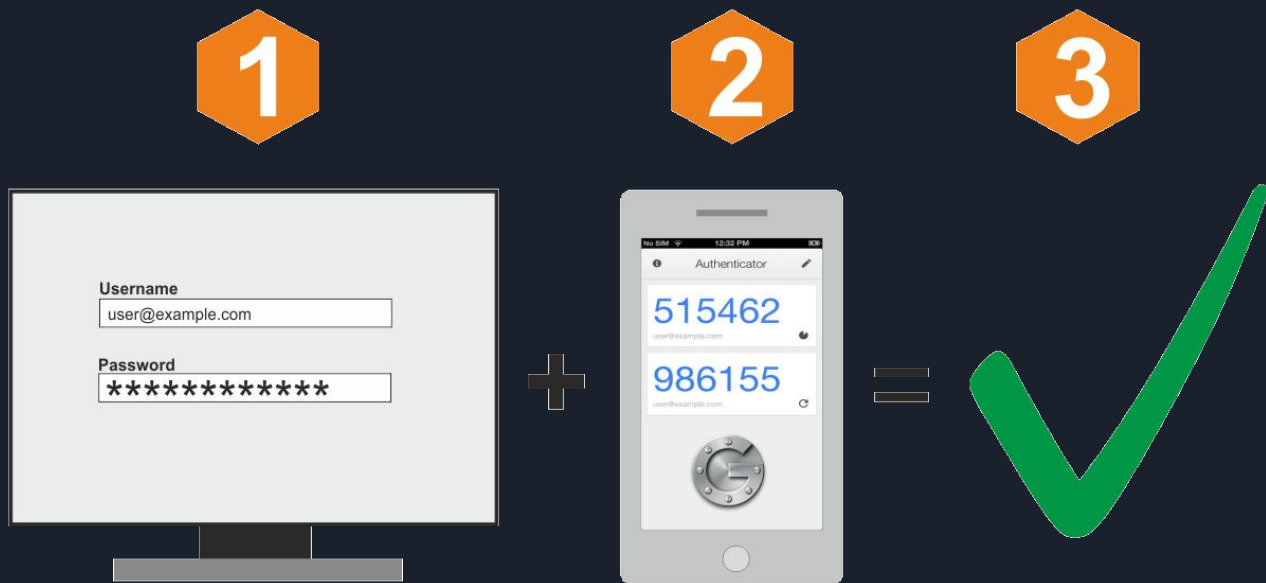 1
2
3
Username
user@example.com
Password
************
+
No SIM 12:32 PM
Authenticator
515462
user@example.com
986155
user@example.com
G
=